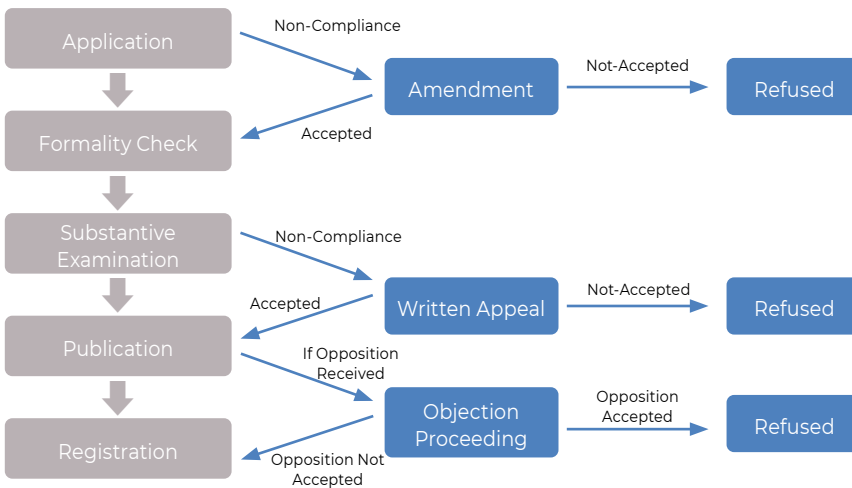 Application
Non-Compliance
Amendment
Not-Accepted
Refused
Accepted
Formality Check
Substantive
Examination
Non-Compliance
Written Appeal
Not-Accepted
Refused
Accepted
Publication
If Opposition
Received
Objection
Proceeding
Opposition
Accepted
Refused
Registration
Opposition Not
Accepted